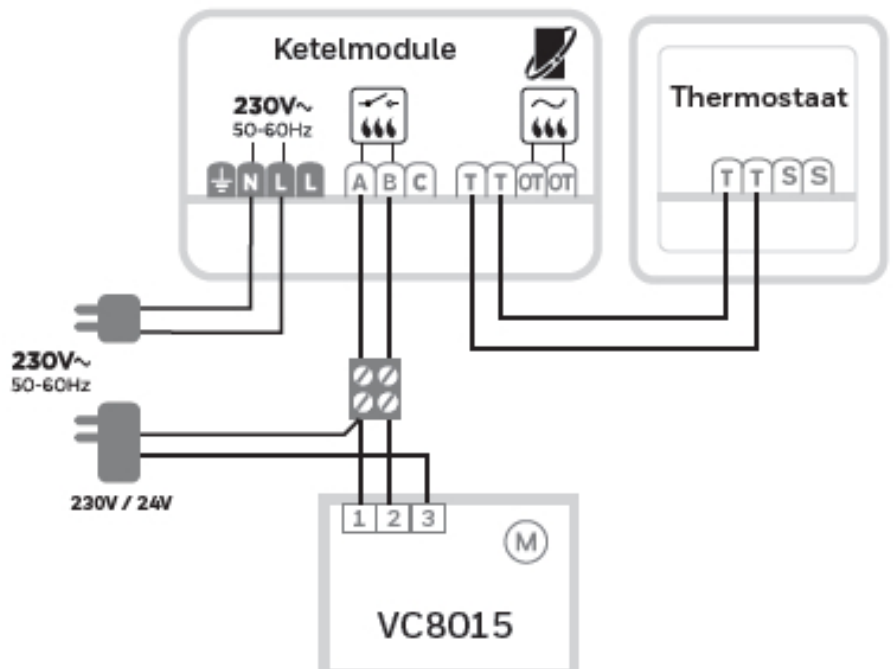 Ketelmodule
230V~
50-60Hz
N L L A B C T T OT OT
Thermostaat
T T S S
230V~
50-60Hz
230V / 24V
1 2 3
M
VC8015